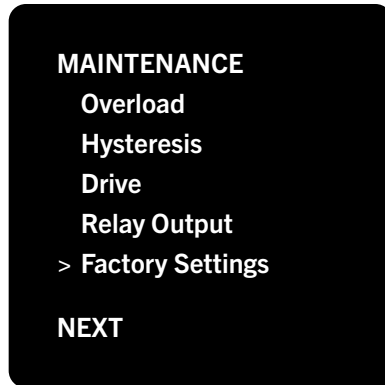 MAINTENANCE
Overload
Hysteresis
Drive
Relay Output
> Factory Settings
NEXT